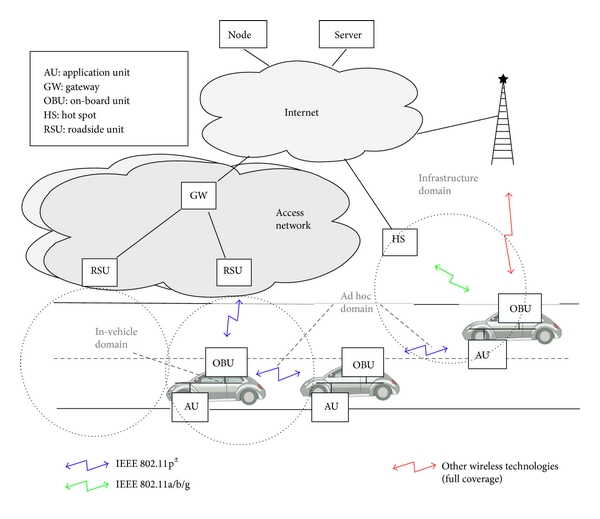 Node
Server
AU: application unit
GW: gateway
OBU: on-board unit
HS: hot spot
RSU: roadside unit
Internet
Infrastructure
domain
GW
Access
network
HS
RSU
RSU
Ad hoc
domain
OBU
In-vehicle
domain
AU
OBU
OBU
AU
AU
IEEE 802.11p±
IEEE 802.11a/b/g
Other wireless technologies
(full coverage)